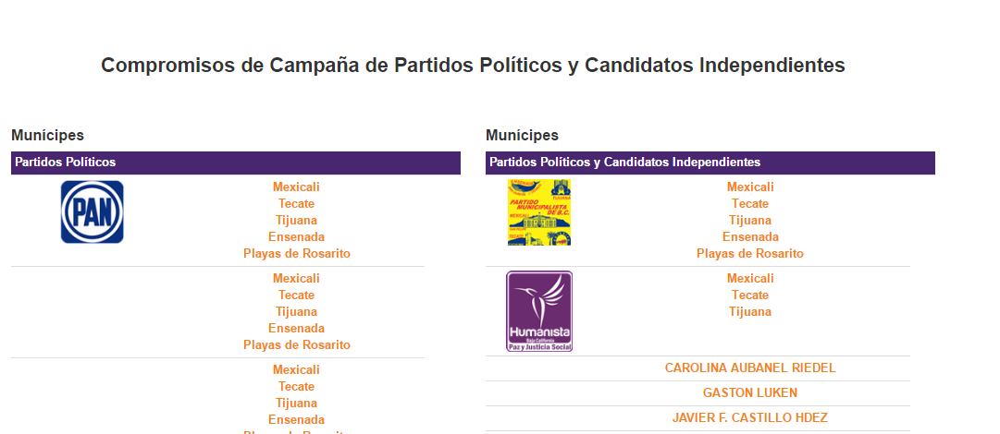 Compromisos de Campaña de Partidos Políticos y Candidatos Independientes
Munícipes
Partidos Políticos
PAN
Mexicali
Tecate
Tijuana
Ensenada
Playas de Rosarito
Mexicali
Tecate
Tijuana
Ensenada
Playas de Rosarito
Mexicali
Tecate
Tijuana
Ensenada
Munícipes
Partidos Políticos y Candidatos Independientes
TIJUANA
PARTIDO
MUNICIPALISTA
DE B.C.
MEXICALI
TECATE
Mexicali
Tecate
Tijuana
Ensenada
Playas de Rosarito
Humanista
Baja California
Paz y Justicia Social
Mexicali
Tecate
Tijuana
CAROLINA AUBANEL RIEDEL
GASTON LUKEN
JAVIER F. CASTILLO HDEZ